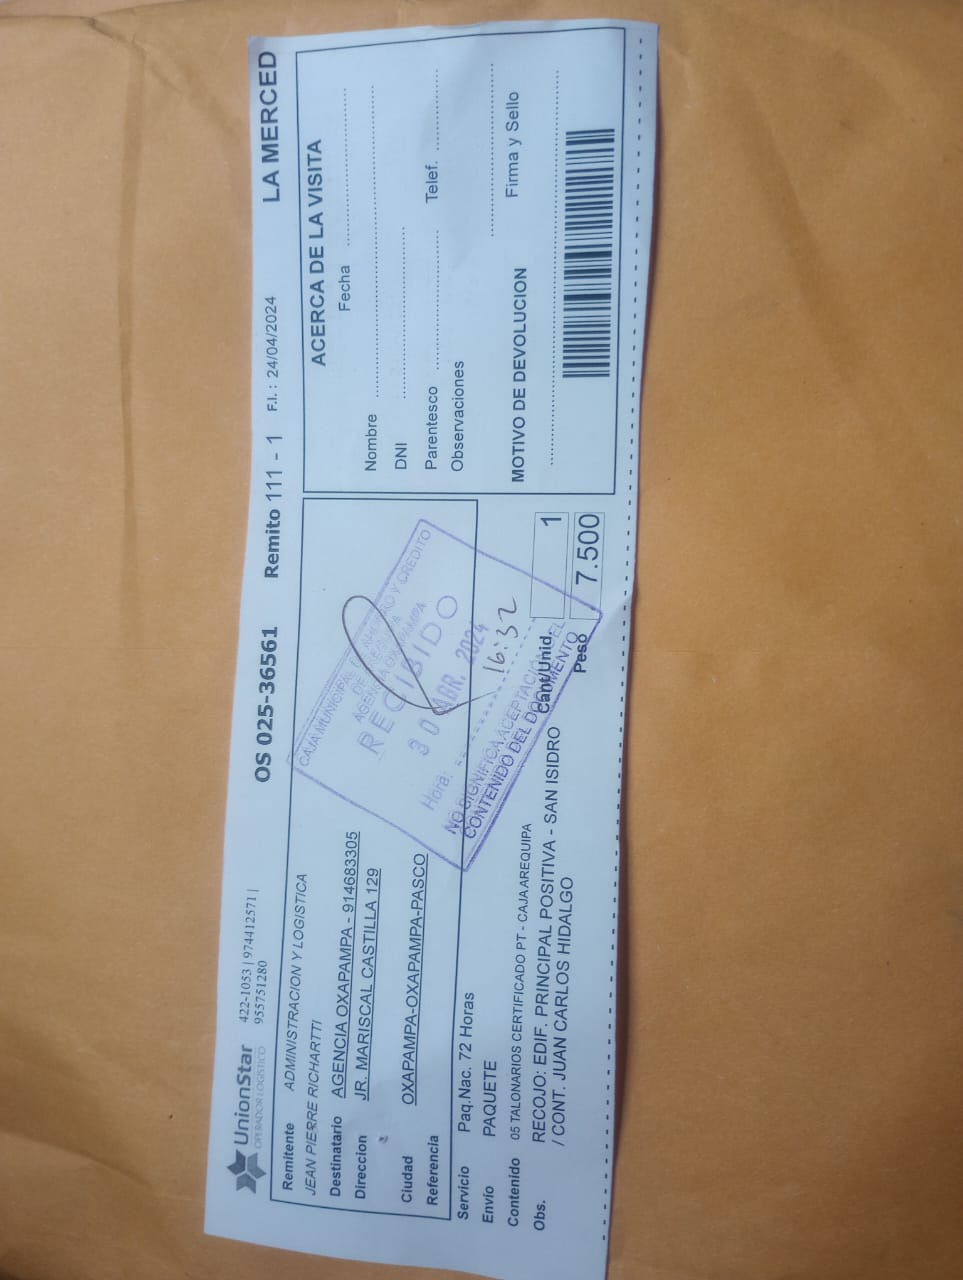 UnionStar
OPERADOR LOGISTICO
422-1053 | 974412571 |
955751280
OS 025-36561
Remito 111 - 1
F.I. : 24/04/2024
LA MERCED
Remitente ADMINISTRACION Y LOGISTICA
JEAN PIERRE RICHARTTI
Destinatario AGENCIA OXAPAMPA - 914683305
Direccion JR. MARISCAL CASTILLA 129
Ciudad OXAPAMPA-OXAPAMPA-PASCO
Referencia
Servicio Paq.Nac. 72 Horas
Envio PAQUETE
Contenido 05 TALONARIOS CERTIFICADO PT - CAJA AREQUIPA
Obs. RECOJO: EDIF. PRINCIPAL POSITIVA - SAN ISIDRO
/ CONT. JUAN CARLOS HIDALGO
Cant/Unid. 1
Peso 7.500
CAJA MUNICIPAL DE AHORRO Y CREDITO
DE AREQUIPA
AGENCIA OXAPAMPA
RECIBIDO
30 ABR. 2024
Hora: 16:32
NO SIGNIFICA ACEPTACION DEL
CONTENIDO DEL DOCUMENTO
ACERCA DE LA VISITA
Fecha
Nombre
DNI
Parentesco Telef.
Observaciones
Firma y Sello
MOTIVO DE DEVOLUCION